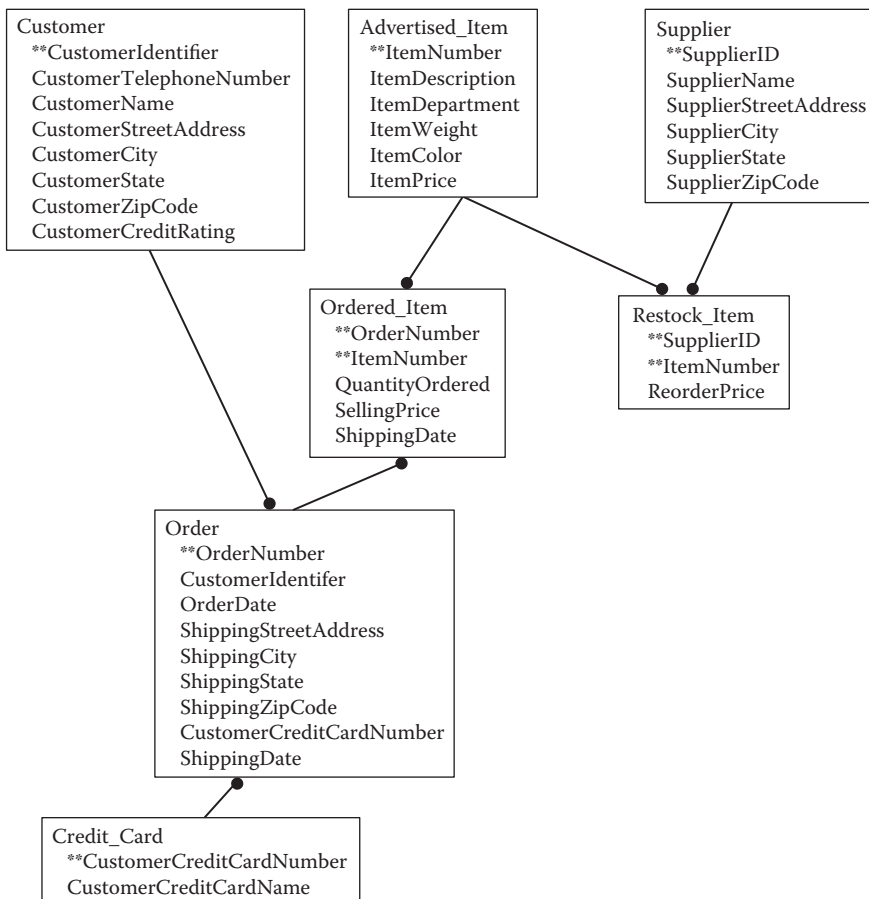 Customer
**CustomerIdentifier
CustomerTelephoneNumber
CustomerName
CustomerStreetAddress
CustomerCity
CustomerState
CustomerZipCode
CustomerCreditRating
Advertised_Item
**ItemNumber
ItemDescription
ItemDepartment
ItemWeight
ItemColor
ItemPrice
Supplier
**SupplierID
SupplierName
SupplierStreetAddress
SupplierCity
SupplierState
SupplierZipCode
Ordered_Item
**OrderNumber
**ItemNumber
QuantityOrdered
SellingPrice
ShippingDate
Restock_Item
**SupplierID
**ItemNumber
ReorderPrice
Order
**OrderNumber
CustomerIdentifer
OrderDate
ShippingStreetAddress
ShippingCity
ShippingState
ShippingZipCode
CustomerCreditCardNumber
ShippingDate
Credit_Card
**CustomerCreditCardNumber
CustomerCreditCardName